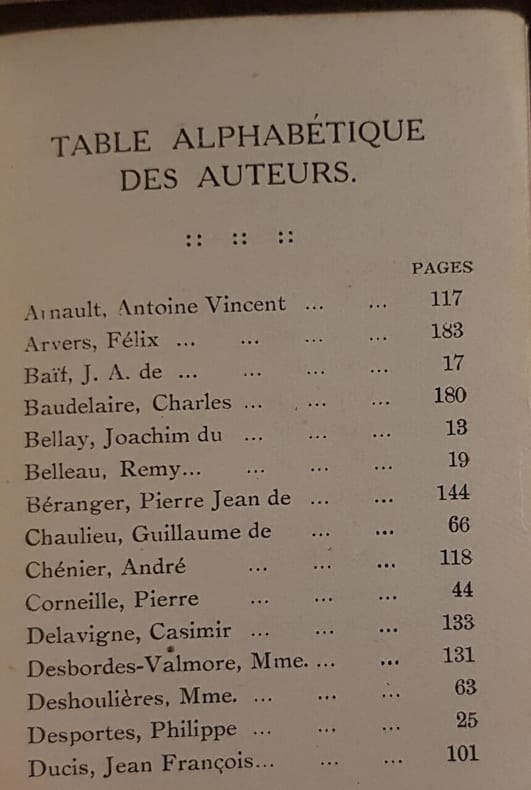 TABLE ALPHABÉTIQUE
DES AUTEURS.
PAGES
Arnault, Antoine Vincent ... ... 117
Arvers, Félix ... ... ... ... 183
Baïf, J. A. de ... ... ... ... 17
Baudelaire, Charles ... ... ... 180
Bellay, Joachim du ... ... ... 13
Belleau, Remy... ... ... ... 19
Béranger, Pierre Jean de ... ... 144
Chaulieu, Guillaume de ... ... 66
Chénier, André ... ... ... 118
Corneille, Pierre ... ... ... 44
Delavigne, Casimir ... ... ... 133
Desbordes-Valmore, Mme. ... ... 131
Deshoulières, Mme. ... ... ... 63
Desportes, Philippe ... ... ... 25
Ducis, Jean François... ... ... 101